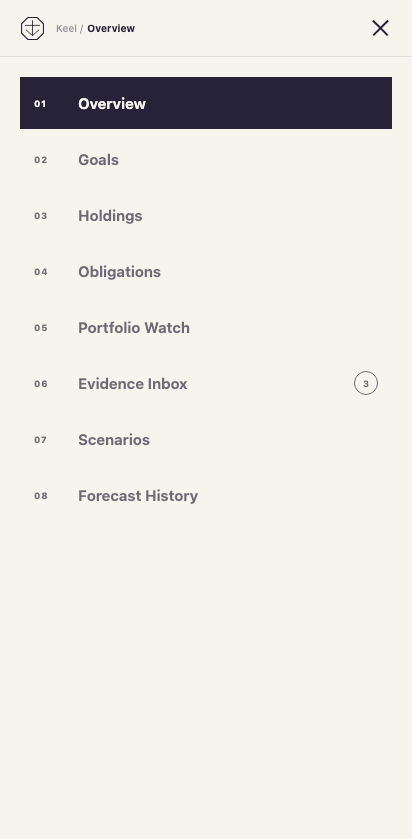 Keel / Overview
01 Overview
02 Goals
03 Holdings
04 Obligations
05 Portfolio Watch
06 Evidence Inbox 3
07 Scenarios
08 Forecast History